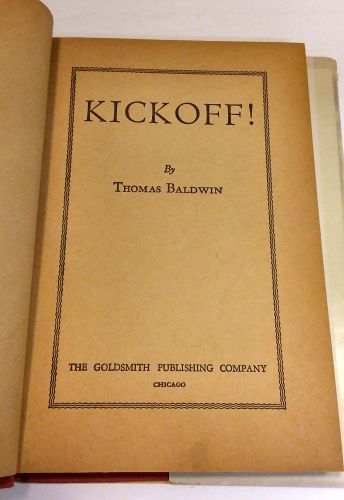 KICKOFF!
By
THOMAS BALDWIN
THE GOLDSMITH PUBLISHING COMPANY
CHICAGO